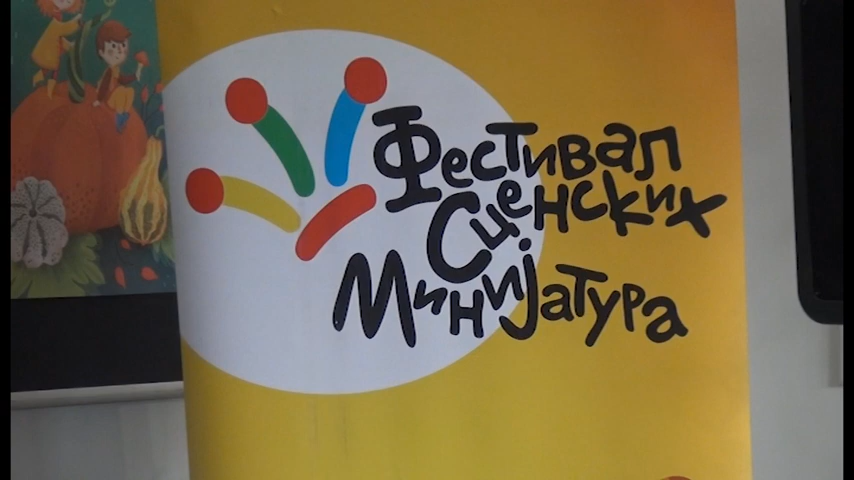 Фестивал
Сценских
Минијатура